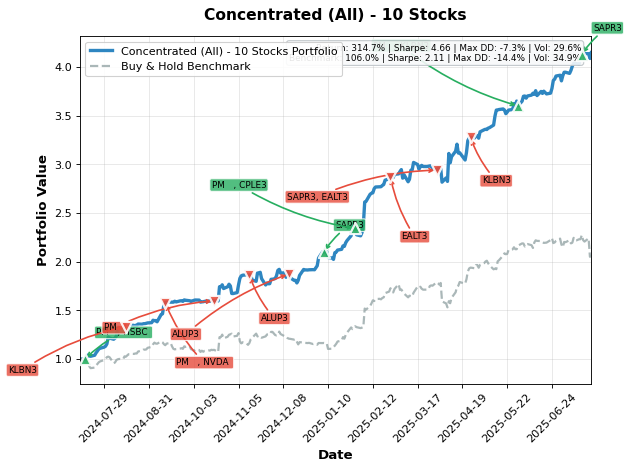 Concentrated (All) - 10 Stocks
SAPR3
Concentrated (All) - 10 Stocks Portfolio
Buy & Hold Benchmark
314.7% | Sharpe: 4.66 | Max DD: -7.3% | Vol: 29.6%
106.0% | Sharpe: 2.11 | Max DD: -14.4% | Vol: 34.9%
4.0
3.5
3.0
2.5
2.0
1.5
1.0
Portfolio Value
PM , CPLE3
SAPR3, EALT3
KLBN3
SAPR3
EALT3
ALUP3
PM
ALUP3
PM , NVDA
KLBN3
2024-07-29
2024-08-31
2024-10-03
2024-11-05
2024-12-08
2025-01-10
2025-02-12
2025-03-17
2025-04-19
2025-05-22
2025-06-24
Date